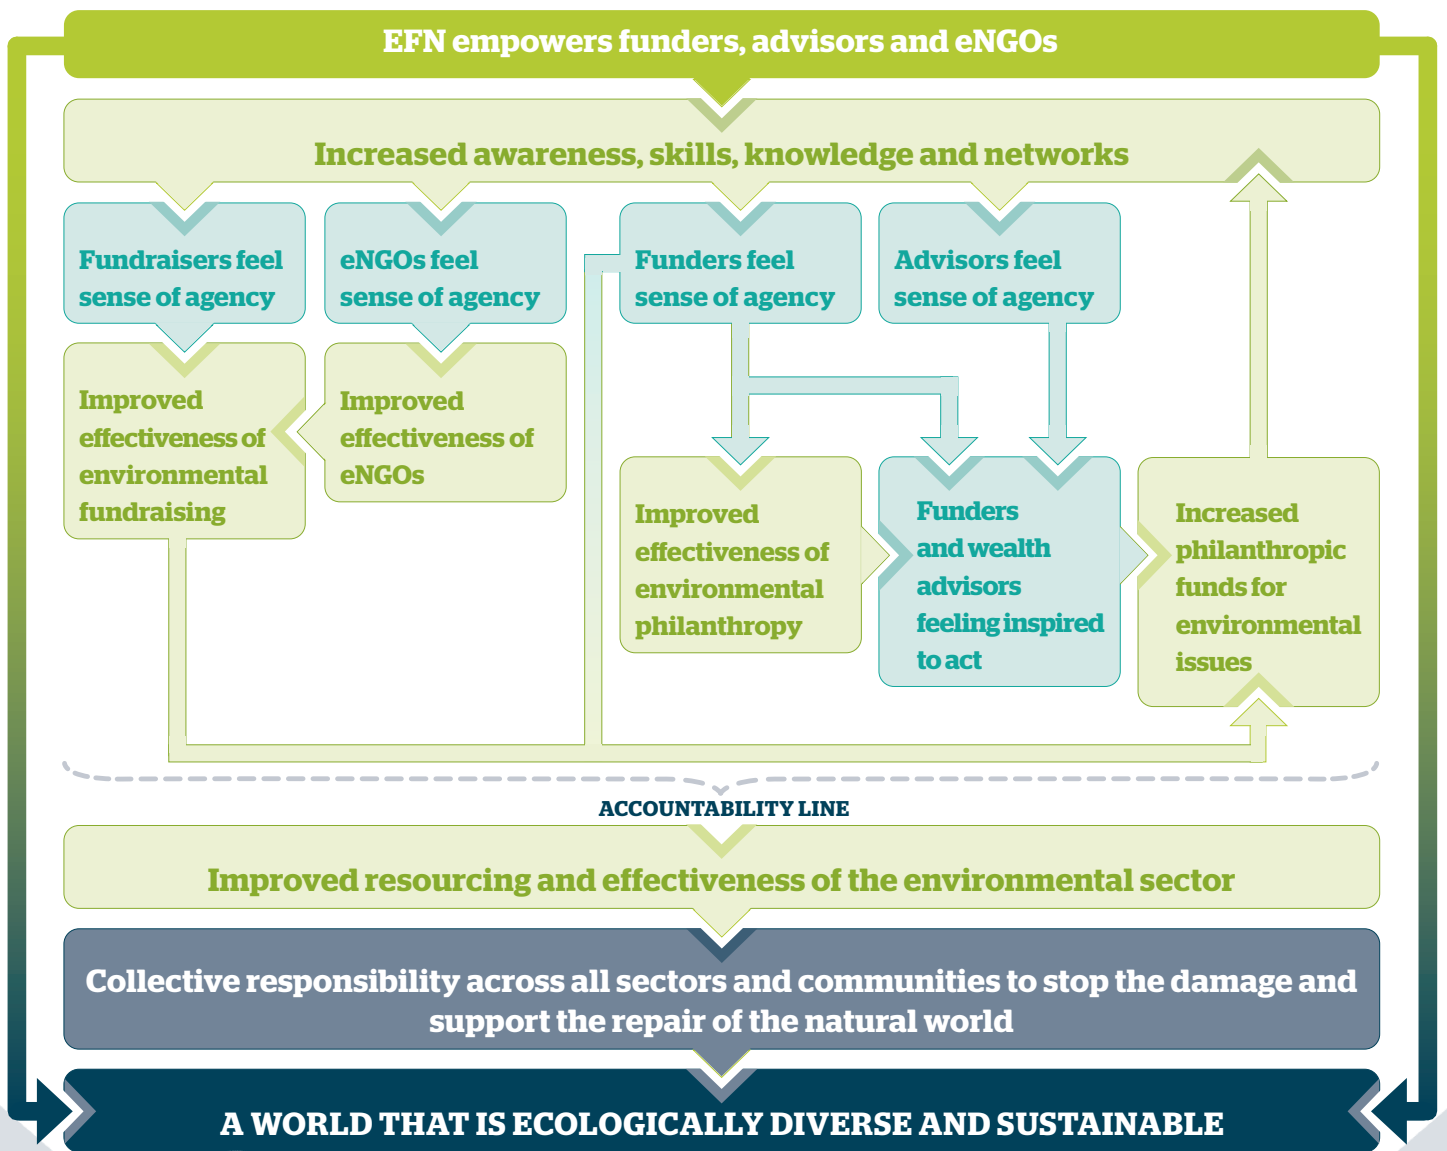 EFN empowers funders, advisors and eNGOs
Increased awareness, skills, knowledge and networks
Fundraisers feel
sense of agency
eNGOs feel
sense of agency
Funders feel
sense of agency
Advisors feel
sense of agency
Improved
effectiveness of
environmental
fundraising
Improved
effectiveness of
eNGOs
Improved
effectiveness of
environmental
philanthropy
Funders
and wealth
advisors
feeling inspired
to act
Increased
philanthropic
funds for
environmental
issues
ACCOUNTABILITY LINE
Improved resourcing and effectiveness of the environmental sector
Collective responsibility across all sectors and communities to stop the damage and
support the repair of the natural world
A WORLD THAT IS ECOLOGICALLY DIVERSE AND SUSTAINABLE